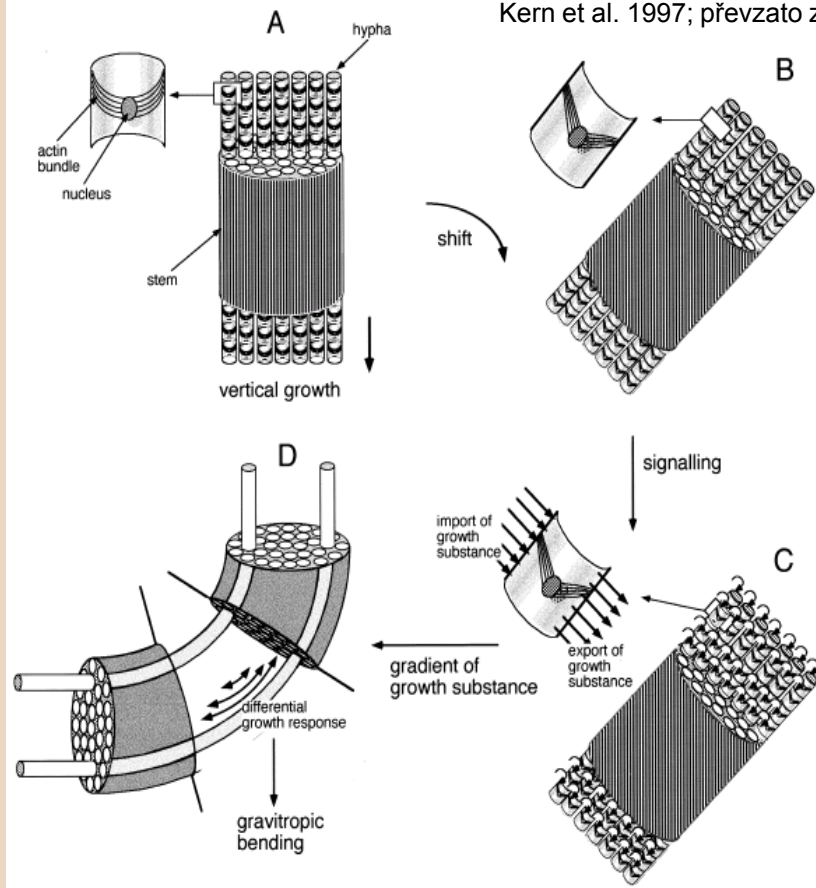 Kern et al. 1997; převzato z
A
hypha
actin
bundle
nucleus
stem
vertical growth
shift
B
signalling
C
import of
growth
substance
export of
growth
substance
gradient of
growth substance
D
differential
growth response
gravitropic
bending